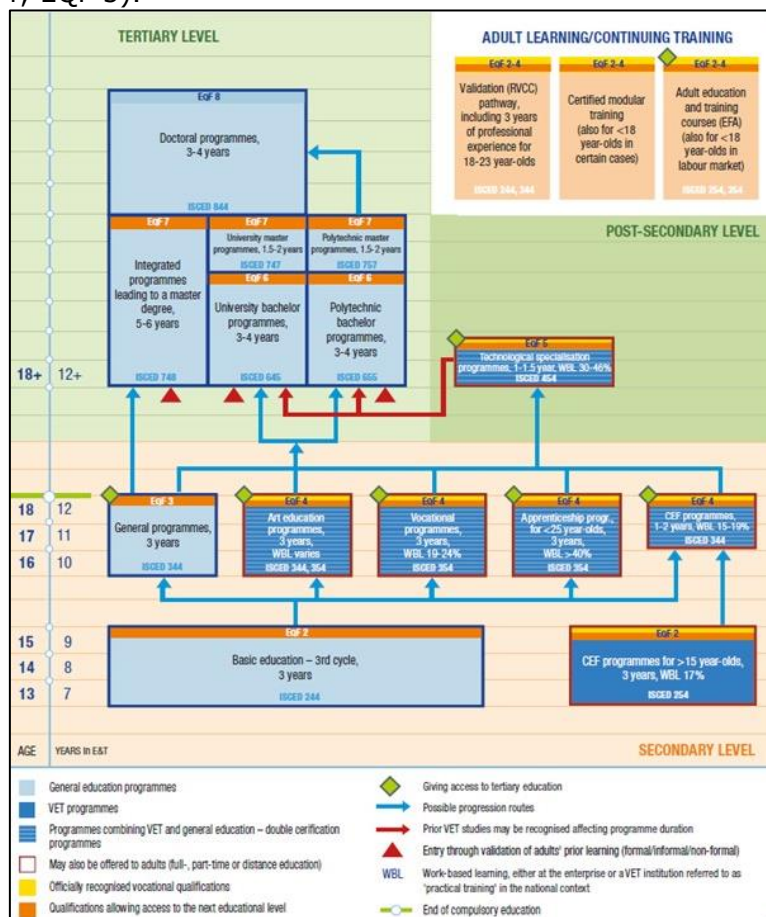 TERTIARY LEVEL
ADULT LEARNING/CONTINUING TRAINING
EQF 2-4
Validation (RVCC)
pathway,
including 3 years
of professional
experience for
18-23 year-olds
ISCED 244, 344
EQF 2-4
Certified modular
training
(also for <18
year-olds in
certain cases)
EQF 2-4
Adult education
and training
courses (EFA)
(also for <18
year-olds in
labour market)
ISCED 254, 354
EQF 8
Doctoral programmes,
3-4 years
ISCED 844
POST-SECONDARY LEVEL
EQF 7
Integrated
programmes
leading to a master
degree,
5-6 years
ISCED 748
EQF 7
University master
programmes, 1.5-2 years
ISCED 747
EQF 7
Polytechnic master
programmes, 1.5-2 years
ISCED 757
EQF 6
University bachelor
programmes,
3-4 years
ISCED 645
EQF 6
Polytechnic
bachelor
programmes,
3-4 years
ISCED 655
EQF 5
Technological specialisation
programmes, 1-1.5 year, WBL 30-46%
ISCED 454
18+ 12+
18 12
17 11
16 10
EQF 3
General programmes,
3 years
ISCED 344
EQF 4
Art education
programmes,
3 years,
WBL varies
ISCED 344, 354
EQF 4
Vocational
programmes,
3 years,
WBL 19-24%
ISCED 354
EQF 4
Apprenticeship progr.,
for <25 year-olds,
3 years,
WBL >40%
ISCED 354
EQF 4
CEF programmes,
1-2 years, WBL 15-19%
ISCED 344
15 9
14 8
13 7
EQF 2
Basic education – 3rd cycle,
3 years
ISCED 244
EQF 2
CEF programmes for >15 year-olds,
3 years, WBL 17%
ISCED 254
AGE YEARS in E&T
SECONDARY LEVEL
General education programmes
VET programmes
Programmes combining VET and general education – double cerification
programmes
May also be offered to adults (full-, part-time or distance education)
Officially recognised vocational qualifications
Qualifications allowing access to the next educational level
Giving access to tertiary education
Possible progression routes
Prior VET studies may be recognised affecting programme duration
Entry through validation of adults' prior learning (formal/informal/non-formal)
WBL Work-based learning, either at the enterprise or a VET institution referred to as
'practical training' in the national context
End of compulsory education